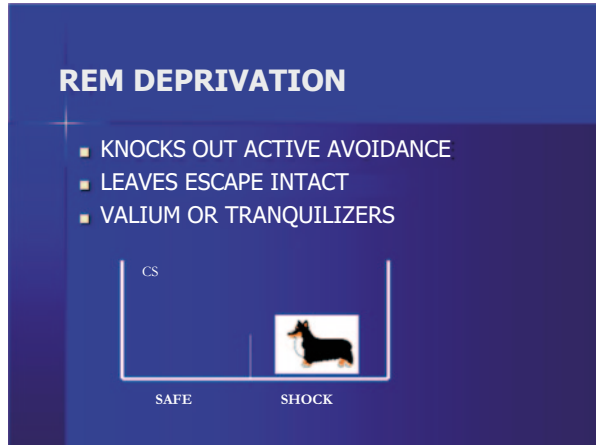 REM DEPRIVATION
KNOCKS OUT ACTIVE AVOIDANCE
LEAVES ESCAPE INTACT
VALIUM OR TRANQUILIZERS
CS
SAFE SHOCK